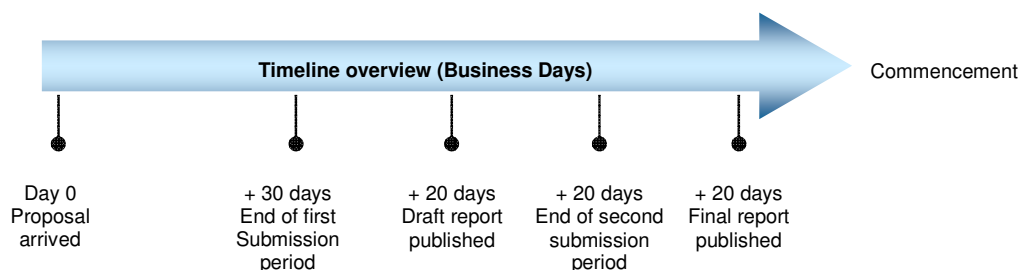 Timeline overview (Business Days)
Commencement
Day 0
Proposal
arrived
+ 30 days
End of first
Submission
period
+ 20 days
Draft report
published
+ 20 days
End of second
submission
period
+ 20 days
Final report
published